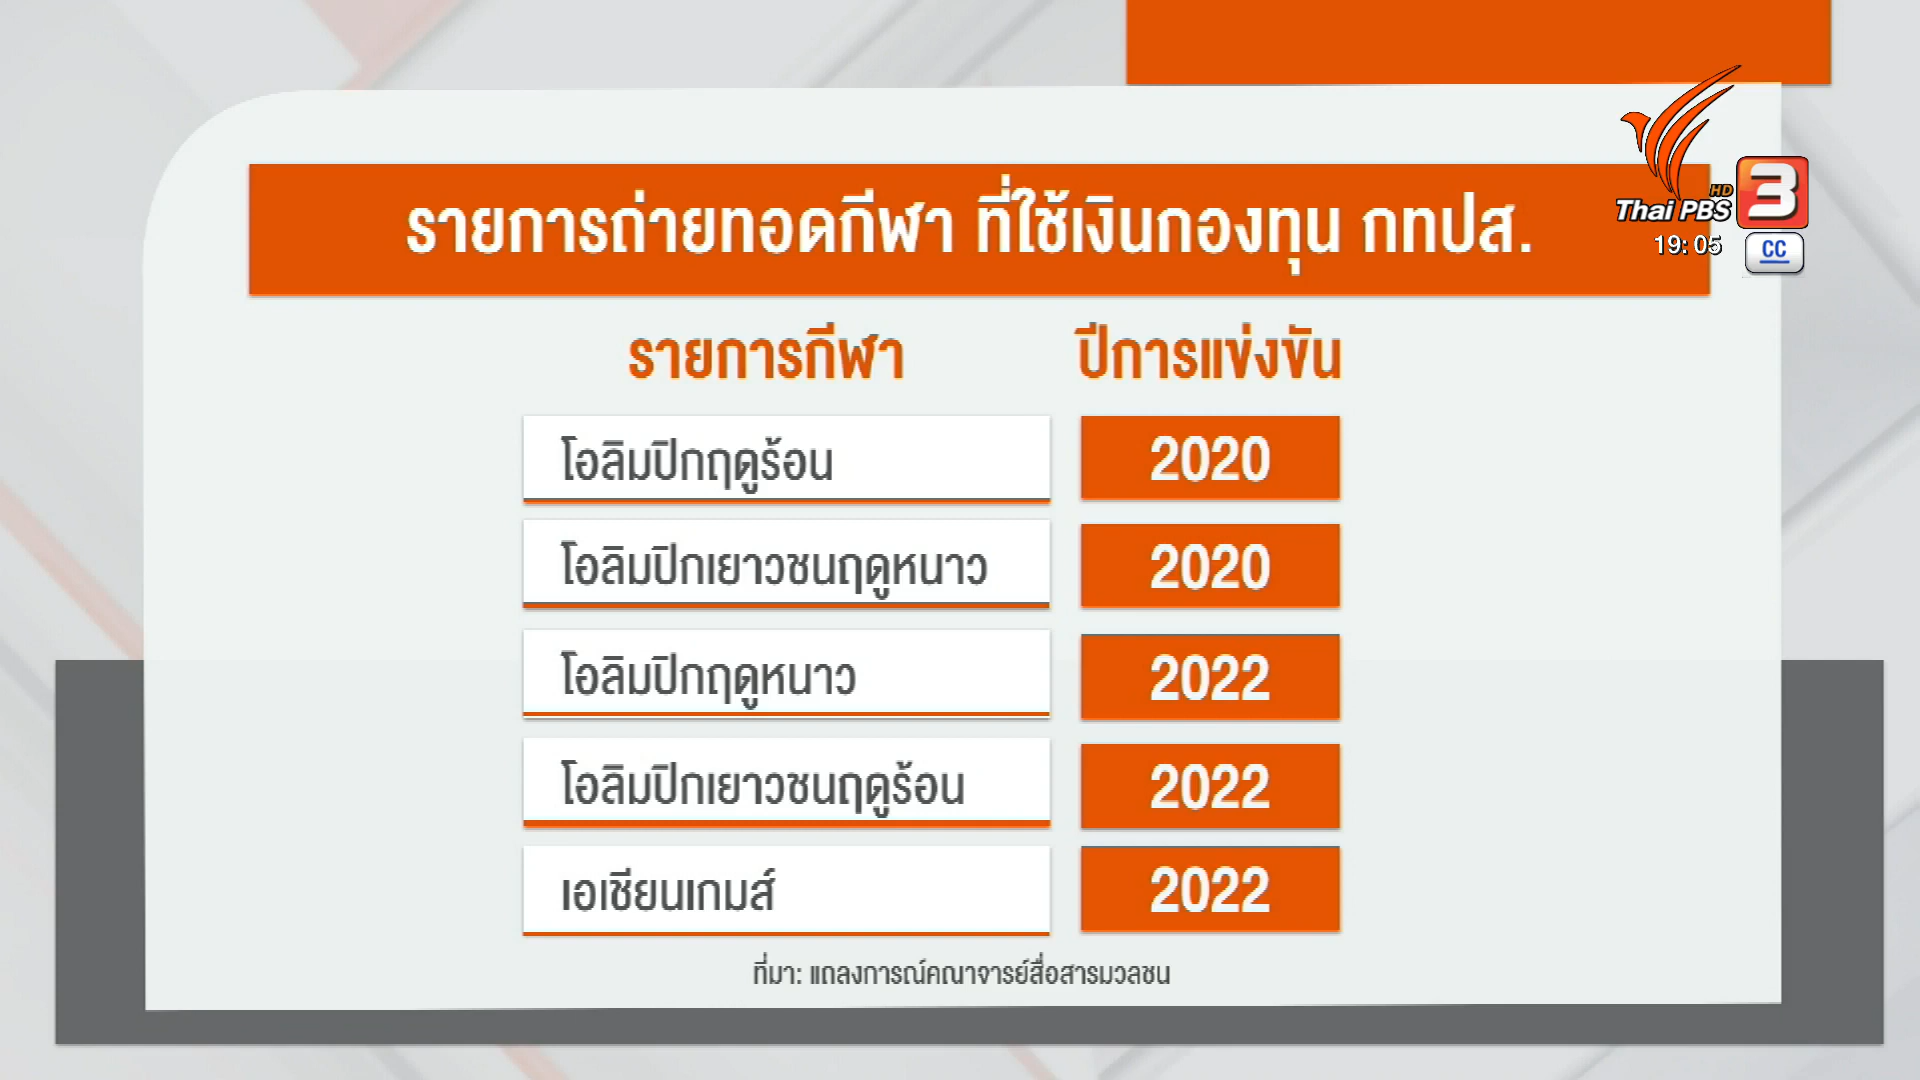 รายการถ่ายทอดกีฬา ที่ใช้เงินกองทุน กทปส.
HD
Thai PBS
3
19:05
CC
รายการกีฬา ปีการแข่งขัน
โอลิมปิกฤดูร้อน 2020
โอลิมปิกเยาวชนฤดูหนาว 2020
โอลิมปิกฤดูหนาว 2022
โอลิมปิกเยาวชนฤดูร้อน 2022
เอเชียนเกมส์ 2022
ที่มา: แถลงการณ์คณาจารย์สื่อสารมวลชน